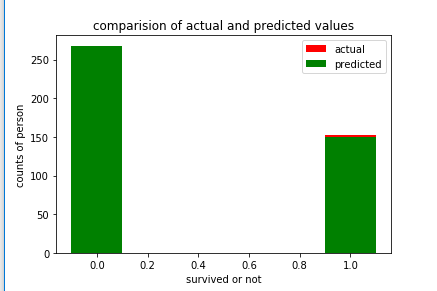 comparision of actual and predicted values
actual
predicted
counts of person
250
200
150
100
50
0
0.0 0.2 0.4 0.6 0.8 1.0
survived or not